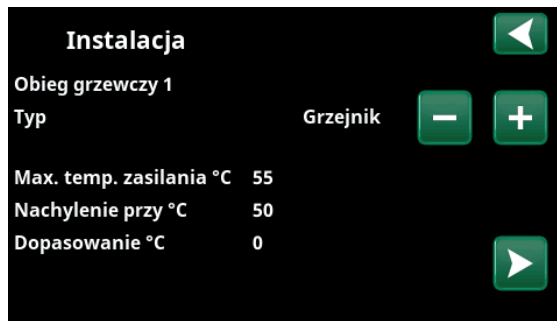 Instalacja
Obieg grzewczy 1
Typ Grzejnik
Max. temp. zasilania °C 55
Nachylenie przy °C 50
Dopasowanie °C 0